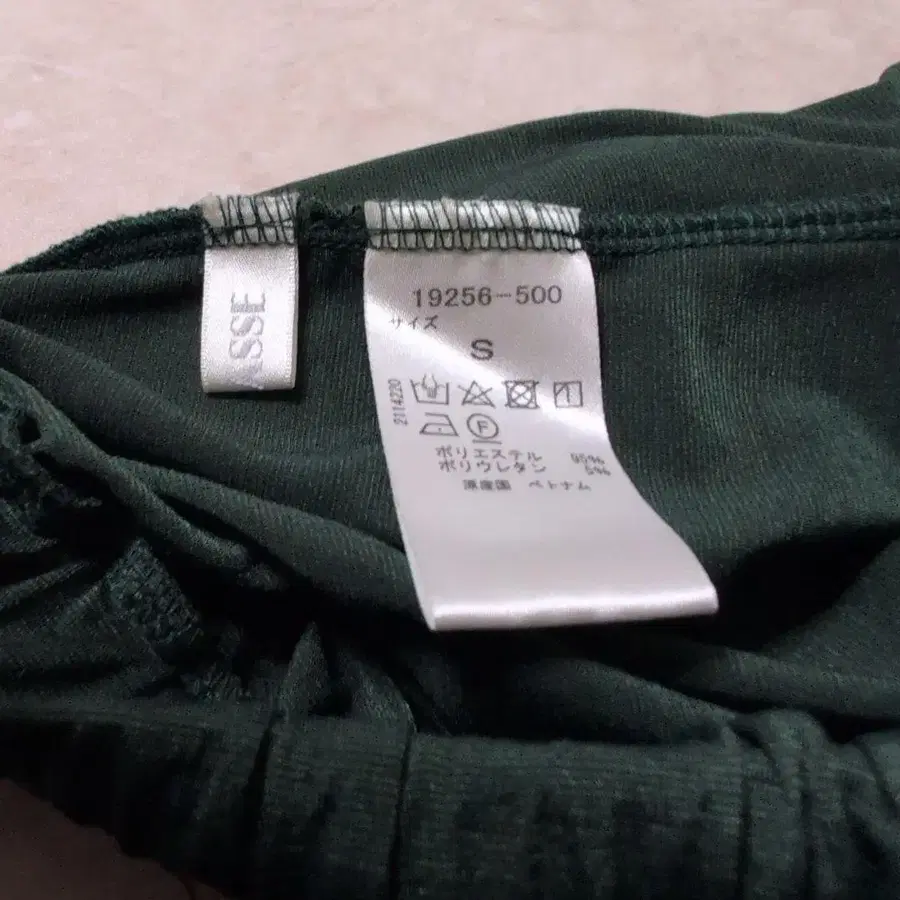 ASSE
19256-500
サイズ
S
2114220
F
ポリエステル 95%
ポリウレタン 5%
原産国 ベトナム